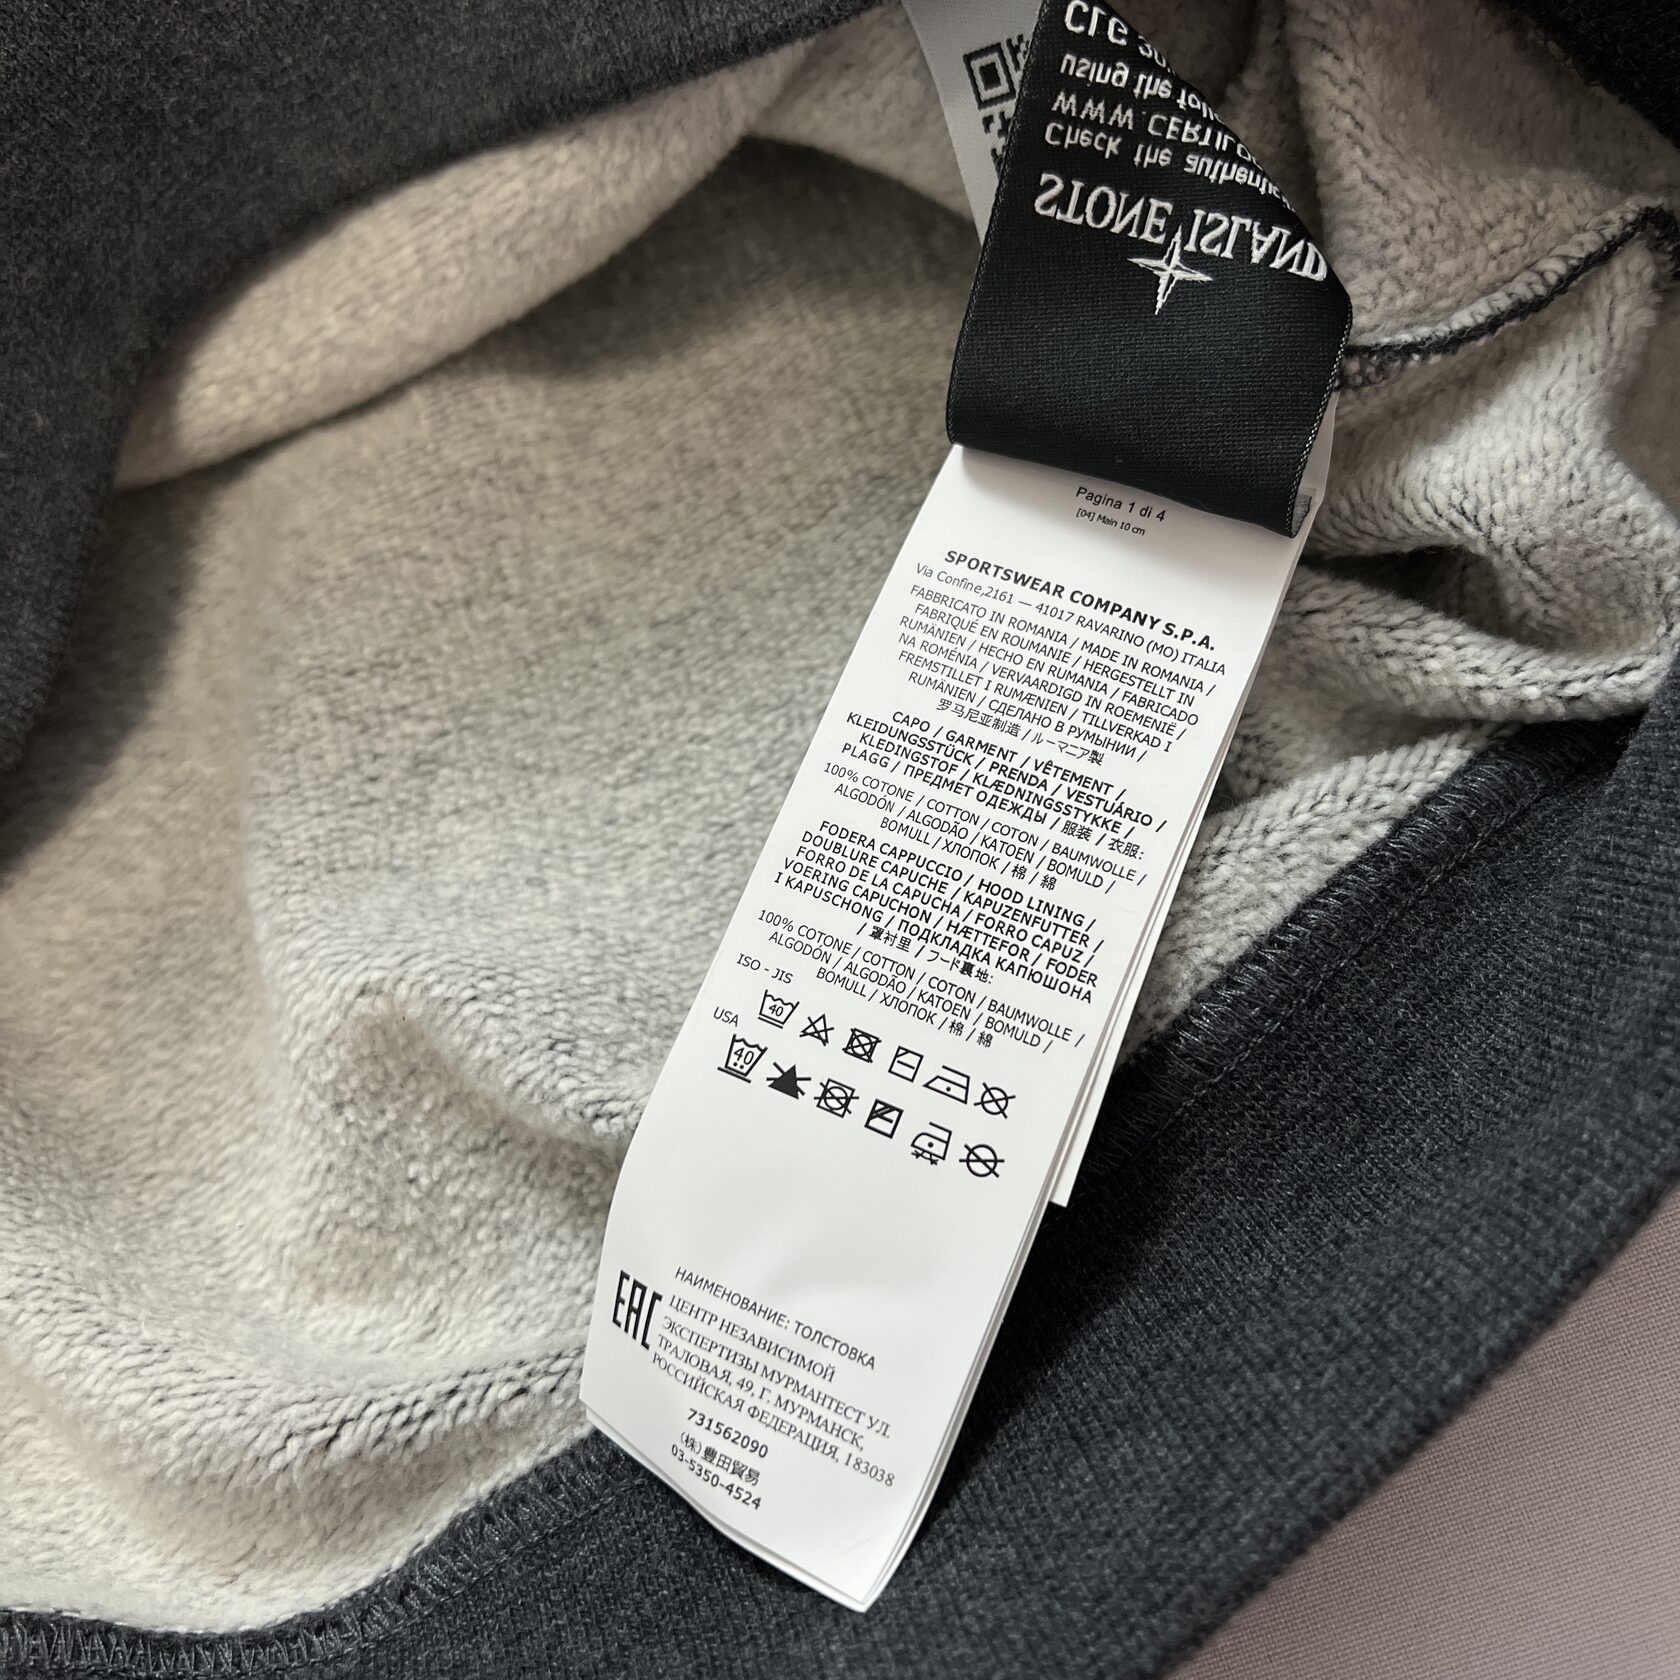 CLG
using the
WWW.CERTILO
Check the authentic
STONE ISLAND
Pagina 1 di 4
[04] Main 10 cm
SPORTSWEAR COMPANY S.P.A.
Via Confine,2161 — 41017 RAVARINO (MO) ITALIA
FABBRICATO IN ROMANIA / MADE IN ROMANIA /
FABRIQUÉ EN ROUMANIE / HERGESTELLT IN
RUMÄNIEN / HECHO EN RUMANIA / FABRICADO
NA ROMÉNIA / VERVAARDIGD IN ROEMENIË /
FREMSTILLET I RUMÆNIEN / TILLVERKAD I
RUMÄNIEN / СДЕЛАНО В РУМЫНИИ /
罗马尼亚制造 / ルーマニア製
CAPO / GARMENT / VÊTEMENT /
KLEIDUNGSSTÜCK / PRENDA / VESTUÁRIO /
KLEDINGSTOF / KLÆDNINGSSTYKKE /
PLAGG / ПРЕДМЕТ ОДЕЖДЫ / 服装 / 衣服:
100% COTONE / COTTON / COTON / BAUMWOLLE /
ALGODÓN / ALGODÃO / KATOEN / BOMULD /
BOMULL / ХЛОПОК / 棉 / 綿
FODERA CAPPUCCIO / HOOD LINING /
DOUBLURE CAPUCHE / KAPUZENFUTTER /
FORRO DE LA CAPUCHA / FORRO CAPUZ /
VOERING CAPUCHON / HÆTTEFOR / FODER
I KAPUSCHONG / ПОДКЛАДКА КАПЮШОНА
/ 罩衬里 / フード裏地:
100% COTONE / COTTON / COTON / BAUMWOLLE /
ALGODÓN / ALGODÃO / KATOEN / BOMULD /
BOMULL / ХЛОПОК / 棉 / 綿
ISO - JIS
40
USA
40
EAC
НАИМЕНОВАНИЕ: ТОЛСТОВКА
ЦЕНТР НЕЗАВИСИМОЙ
ЭКСПЕРТИЗЫ МУРМАНТЕСТ УЛ.
ТРАЛОВАЯ, 49, Г. МУРМАНСК,
РОССИЙСКАЯ ФЕДЕРАЦИЯ, 183038
731562090
(株) 豊田貿易
03-5350-4524